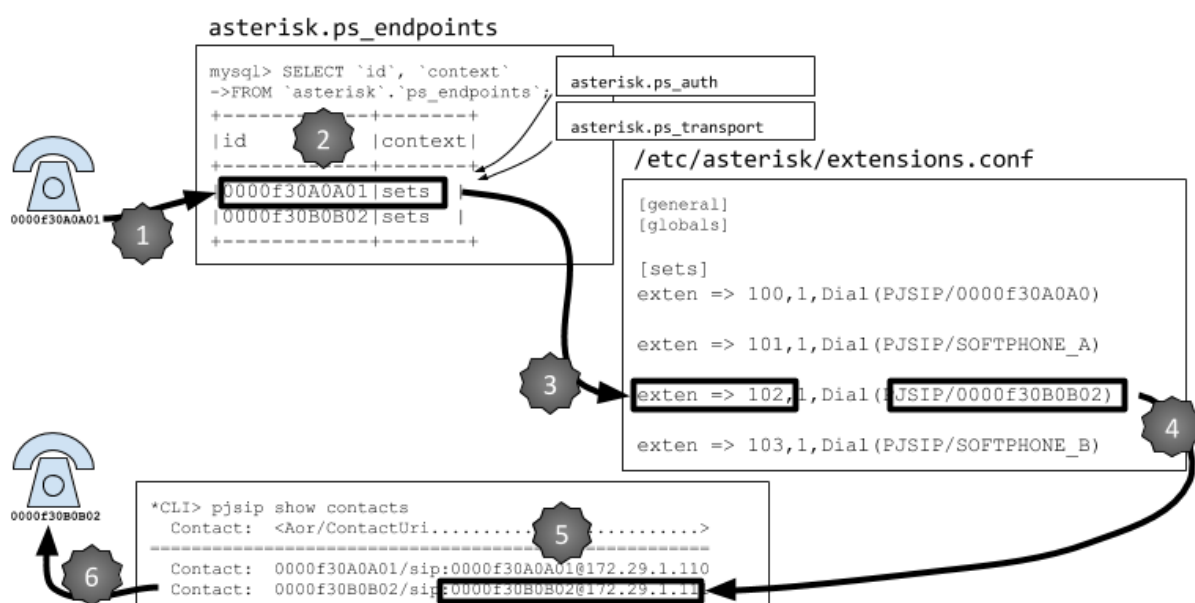 asterisk.ps_endpoints
mysql> SELECT `id`, `context`
->FROM `asterisk`.`ps_endpoints`;
+-----------+-------+
|id |context|
+-----------+-------+
|0000f30A0A01|sets |
|0000f30B0B02|sets |
+-----------+-------+
asterisk.ps_auth
asterisk.ps_transport
2
0000f30A0A01
1
/etc/asterisk/extensions.conf
[general]
[globals]
[sets]
exten => 100,1,Dial(PJSIP/0000f30A0A0)
exten => 101,1,Dial(PJSIP/SOFTPHONE_A)
exten => 102,1,Dial(PJSIP/0000f30B0B02)
exten => 103,1,Dial(PJSIP/SOFTPHONE_B)
3
4
0000f30B0B02
6
*CLI> pjsip show contacts
Contact: <Aor/ContactUri..............................>
==========================================================
Contact: 0000f30A0A01/sip:0000f30A0A01@172.29.1.110
Contact: 0000f30B0B02/sip:0000f30B0B02@172.29.1.11
5